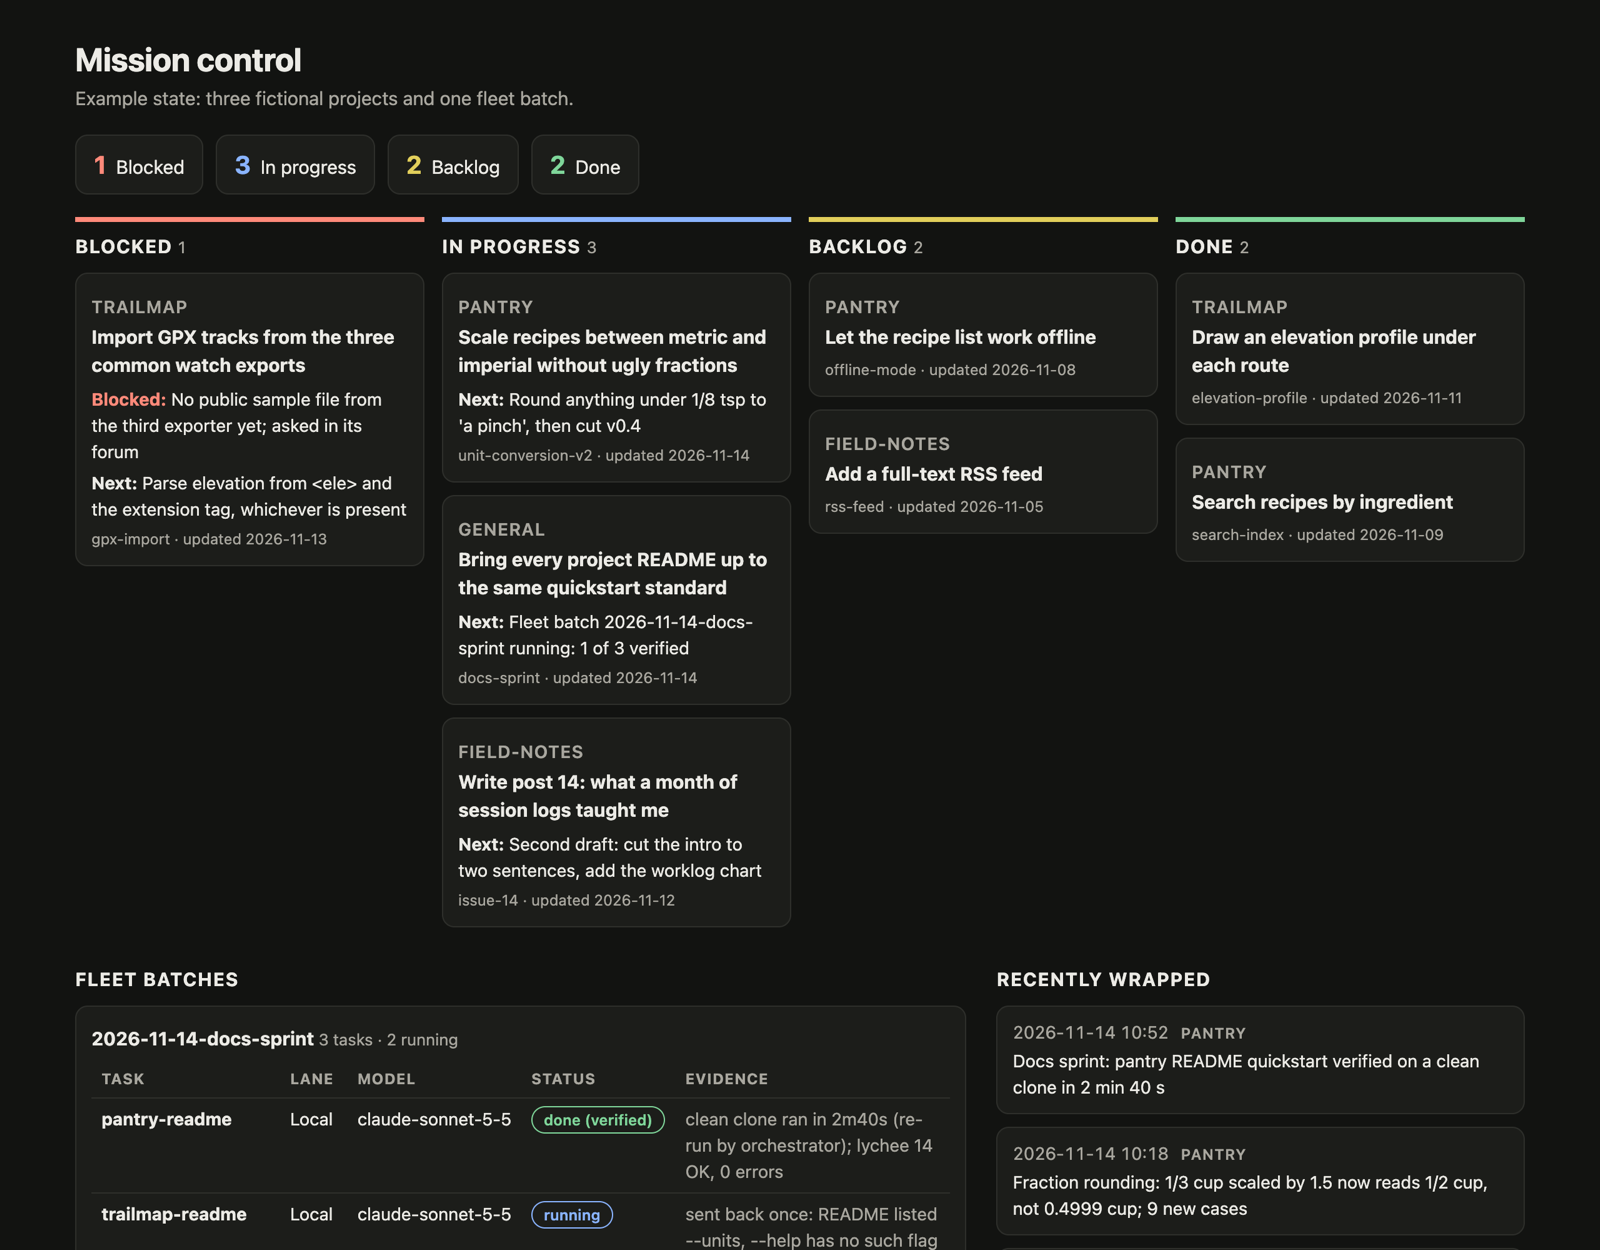 Mission control
Example state: three fictional projects and one fleet batch.
1 Blocked
3 In progress
2 Backlog
2 Done
BLOCKED 1
TRAILMAP
Import GPX tracks from the three
common watch exports
Blocked: No public sample file from
the third exporter yet; asked in its
forum
Next: Parse elevation from <ele> and
the extension tag, whichever is present
gpx-import · updated 2026-11-13
IN PROGRESS 3
PANTRY
Scale recipes between metric and
imperial without ugly fractions
Next: Round anything under 1/8 tsp to
'a pinch', then cut v0.4
unit-conversion-v2 · updated 2026-11-14
GENERAL
Bring every project README up to
the same quickstart standard
Next: Fleet batch 2026-11-14-docs-
sprint running: 1 of 3 verified
docs-sprint · updated 2026-11-14
FIELD-NOTES
Write post 14: what a month of
session logs taught me
Next: Second draft: cut the intro to
two sentences, add the worklog chart
issue-14 · updated 2026-11-12
BACKLOG 2
PANTRY
Let the recipe list work offline
offline-mode · updated 2026-11-08
FIELD-NOTES
Add a full-text RSS feed
rss-feed · updated 2026-11-05
DONE 2
TRAILMAP
Draw an elevation profile under
each route
elevation-profile · updated 2026-11-11
PANTRY
Search recipes by ingredient
search-index · updated 2026-11-09
FLEET BATCHES
2026-11-14-docs-sprint 3 tasks · 2 running
TASK LANE MODEL STATUS EVIDENCE
pantry-readme Local claude-sonnet-5-5 done (verified) clean clone ran in 2m40s (re-
run by orchestrator); lychee 14
OK, 0 errors
trailmap-readme Local claude-sonnet-5-5 running sent back once: README listed
--units, --help has no such flag
RECENTLY WRAPPED
2026-11-14 10:52 PANTRY
Docs sprint: pantry README quickstart verified on a clean
clone in 2 min 40 s
2026-11-14 10:18 PANTRY
Fraction rounding: 1/3 cup scaled by 1.5 now reads 1/2 cup,
not 0.4999 cup; 9 new cases